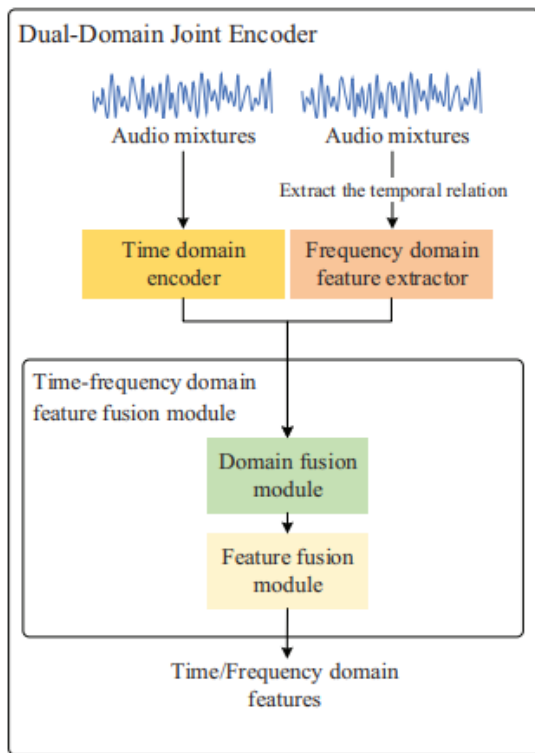 Dual-Domain Joint Encoder
Audio mixtures
Audio mixtures
Extract the temporal relation
Time domain
encoder
Frequency domain
feature extractor
Time-frequency domain
feature fusion module
Domain fusion
module
Feature fusion
module
Time/Frequency domain
features